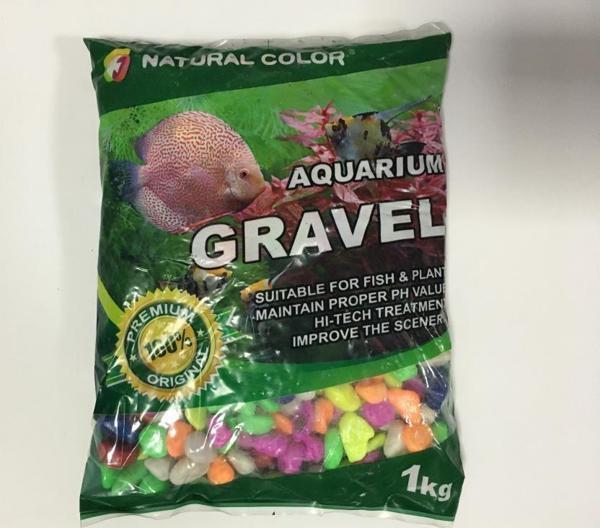 NATURAL COLOR
AQUARIUM
GRAVEL
SUITABLE FOR FISH & PLANT
MAINTAIN PROPER PH VALUE
HI-TECH TREATMENT
IMPROVE THE SCENER
PREMIUM
100%
ORIGINAL
1kg